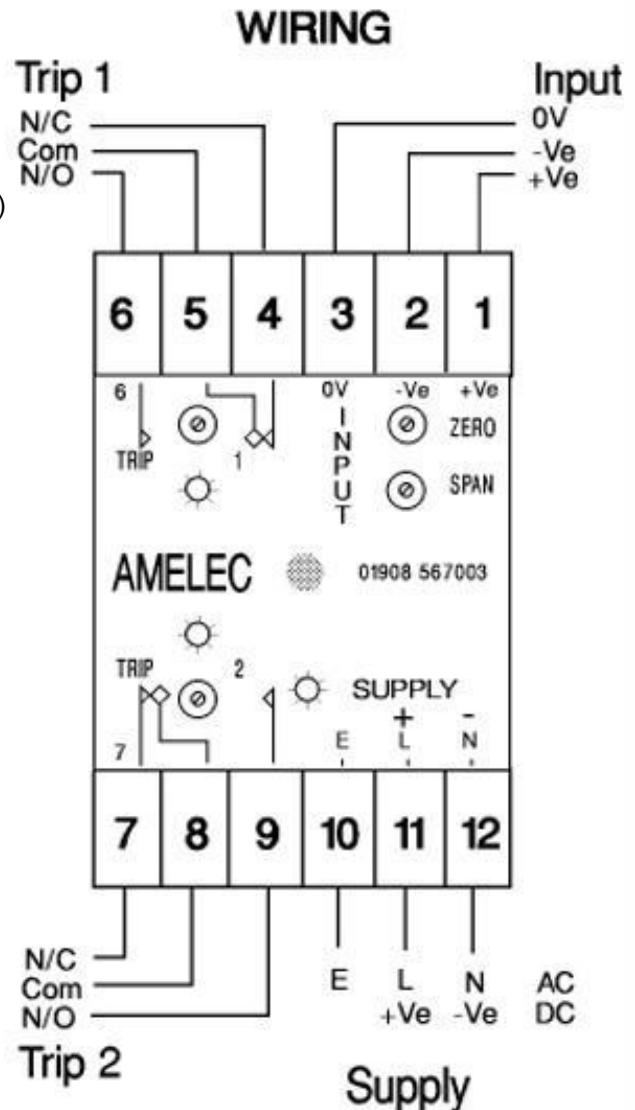 WIRING
Trip 1
Input
N/C
Com
N/O
)
0V
-Ve
+Ve
6 5 4 3 2 1
6
TRIP
1
0V -Ve +Ve
INPUT
ZERO
SPAN
AMELEC 01908 567003
TRIP
2
7
SUPPLY
+ -
E L N
7 8 9 10 11 12
N/C
Com
N/O
E L N AC
+Ve -Ve DC
Trip 2
Supply